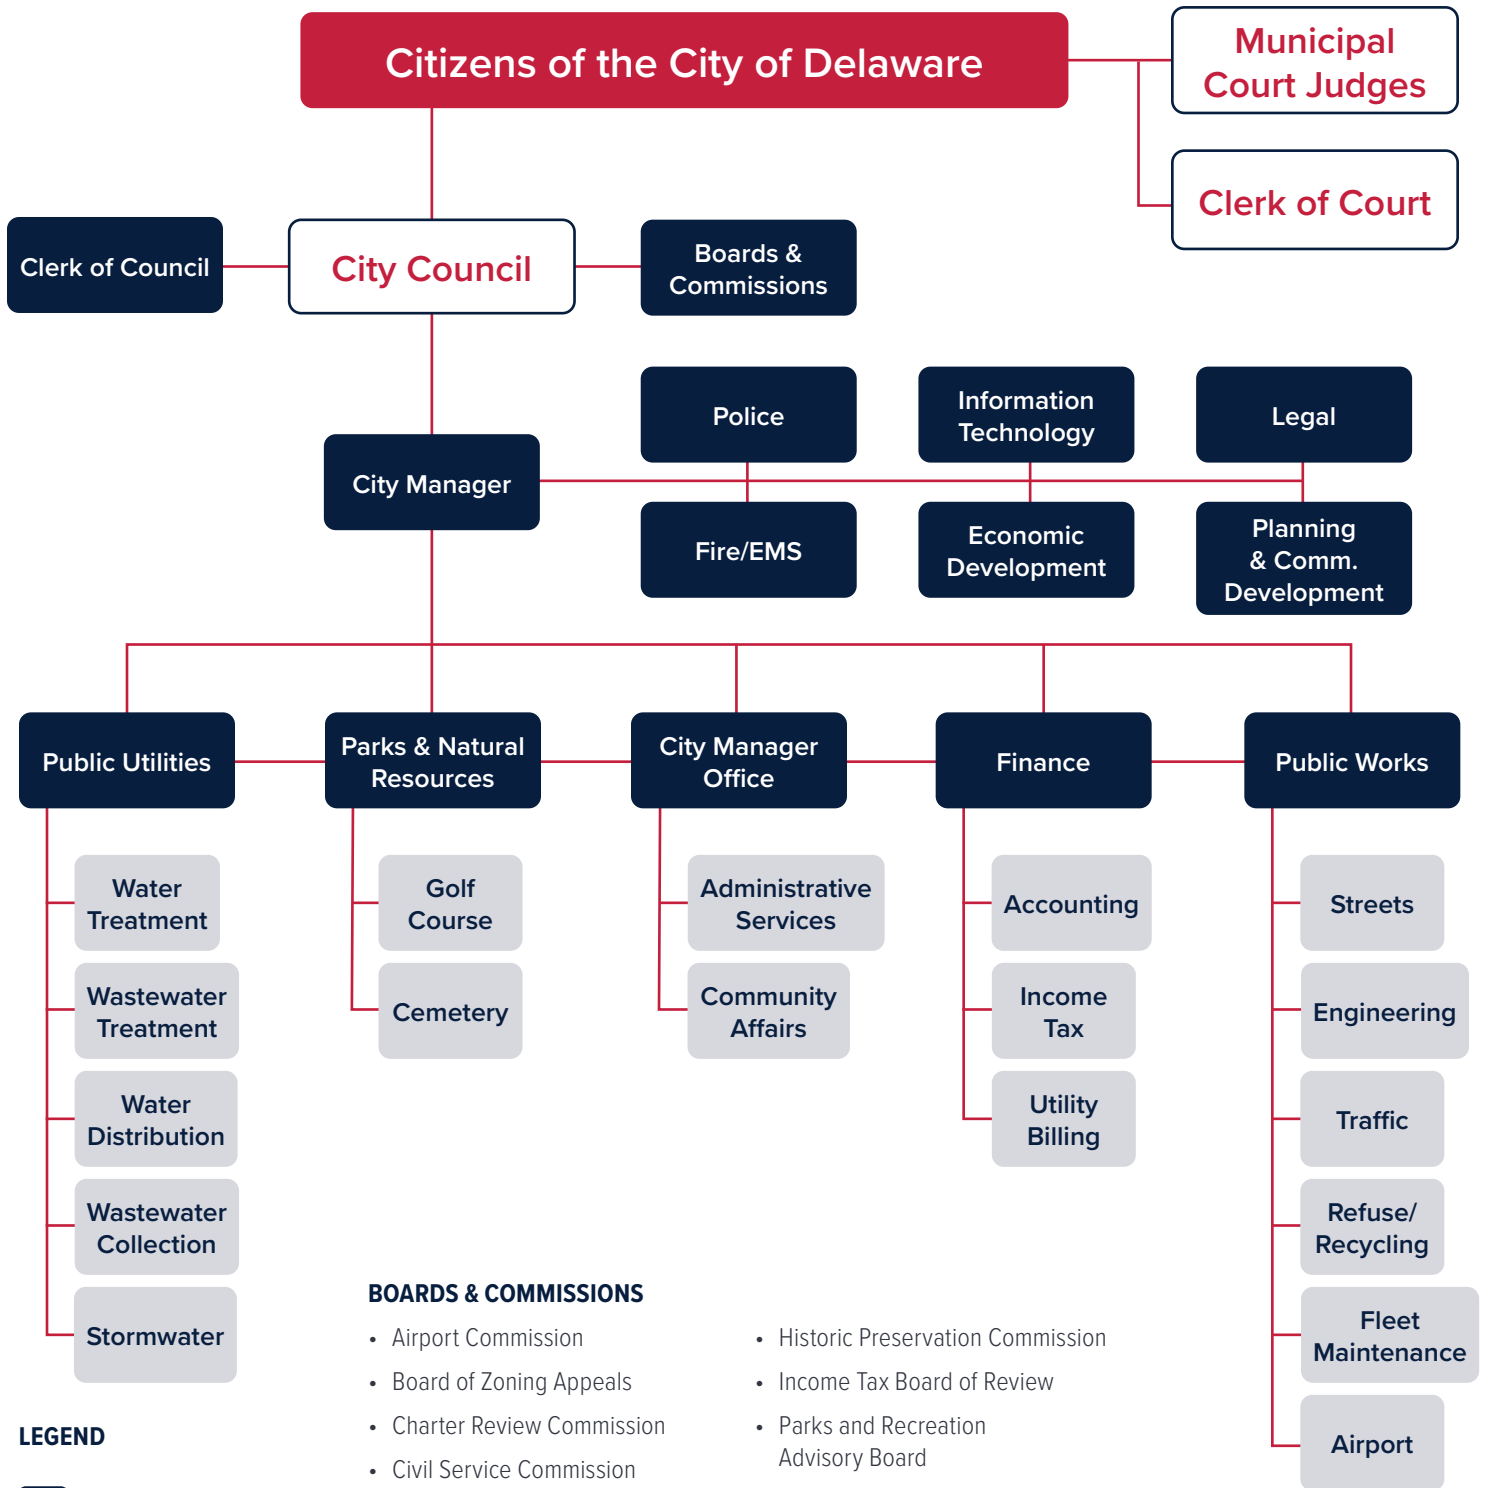 Citizens of the City of Delaware
Municipal
Court Judges
Clerk of Court
Clerk of Council
City Council
Boards &
Commissions
Police
Information
Technology
Legal
City Manager
Fire/EMS
Economic
Development
Planning
& Comm.
Development
Public Utilities
Parks & Natural
Resources
City Manager
Office
Finance
Public Works
Water
Treatment
Wastewater
Treatment
Water
Distribution
Wastewater
Collection
Stormwater
Golf
Course
Cemetery
Administrative
Services
Community
Affairs
Accounting
Income
Tax
Utility
Billing
Streets
Engineering
Traffic
Refuse/
Recycling
Fleet
Maintenance
Airport
BOARDS & COMMISSIONS
• Airport Commission
• Board of Zoning Appeals
• Charter Review Commission
• Civil Service Commission
• Historic Preservation Commission
• Income Tax Board of Review
• Parks and Recreation
Advisory Board
LEGEND